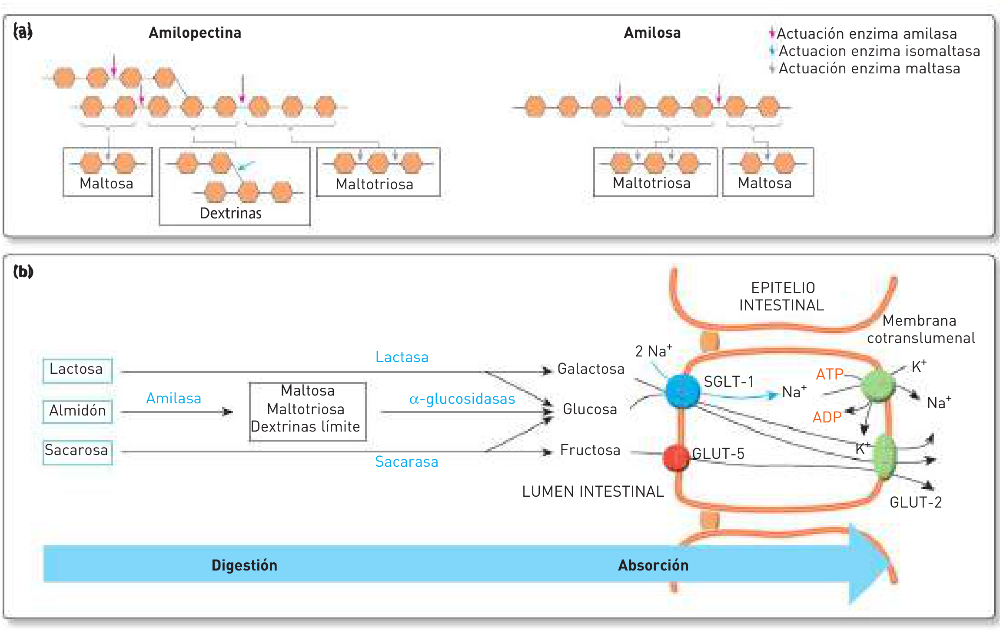 (a)
Amilopectina
Amilosa
Actuación enzima amilasa
Actuacion enzima isomaltasa
Actuación enzima maltasa
Maltosa
Dextrinas
Maltotriosa
Maltotriosa
Maltosa
(b)
EPITELIO
INTESTINAL
Membrana
cotranslumenal
Lactosa
Lactasa
Galactosa
2 Na⁺
SGLT-1
Na⁺
ATP
K⁺
Na⁺
ADP
Almidón
Amilasa
Maltosa
Maltotriosa
Dextrinas límite
α-glucosidasas
Glucosa
Sacarosa
Sacarasa
Fructosa
GLUT-5
K⁺
LUMEN INTESTINAL
GLUT-2
Digestión
Absorción